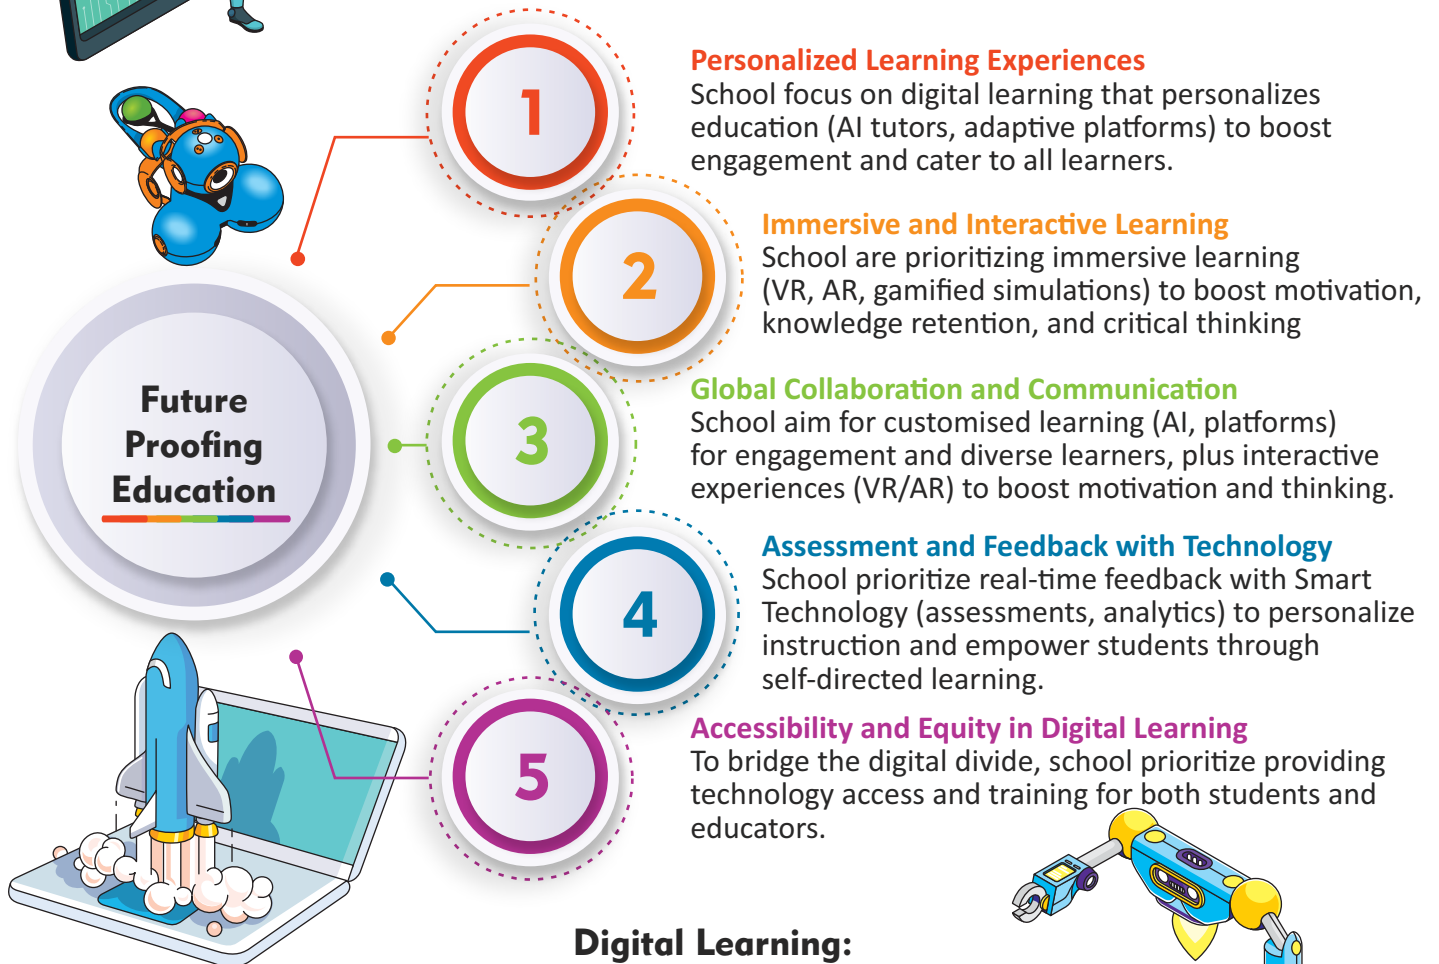 1
Personalized Learning Experiences
School focus on digital learning that personalizes
education (AI tutors, adaptive platforms) to boost
engagement and cater to all learners.
2
Immersive and Interactive Learning
School are prioritizing immersive learning
(VR, AR, gamified simulations) to boost motivation,
knowledge retention, and critical thinking
Future
Proofing
Education
3
Global Collaboration and Communication
School aim for customised learning (AI, platforms)
for engagement and diverse learners, plus interactive
experiences (VR/AR) to boost motivation and thinking.
4
Assessment and Feedback with Technology
School prioritize real-time feedback with Smart
Technology (assessments, analytics) to personalize
instruction and empower students through
self-directed learning.
5
Accessibility and Equity in Digital Learning
To bridge the digital divide, school prioritize providing
technology access and training for both students and
educators.
Digital Learning: